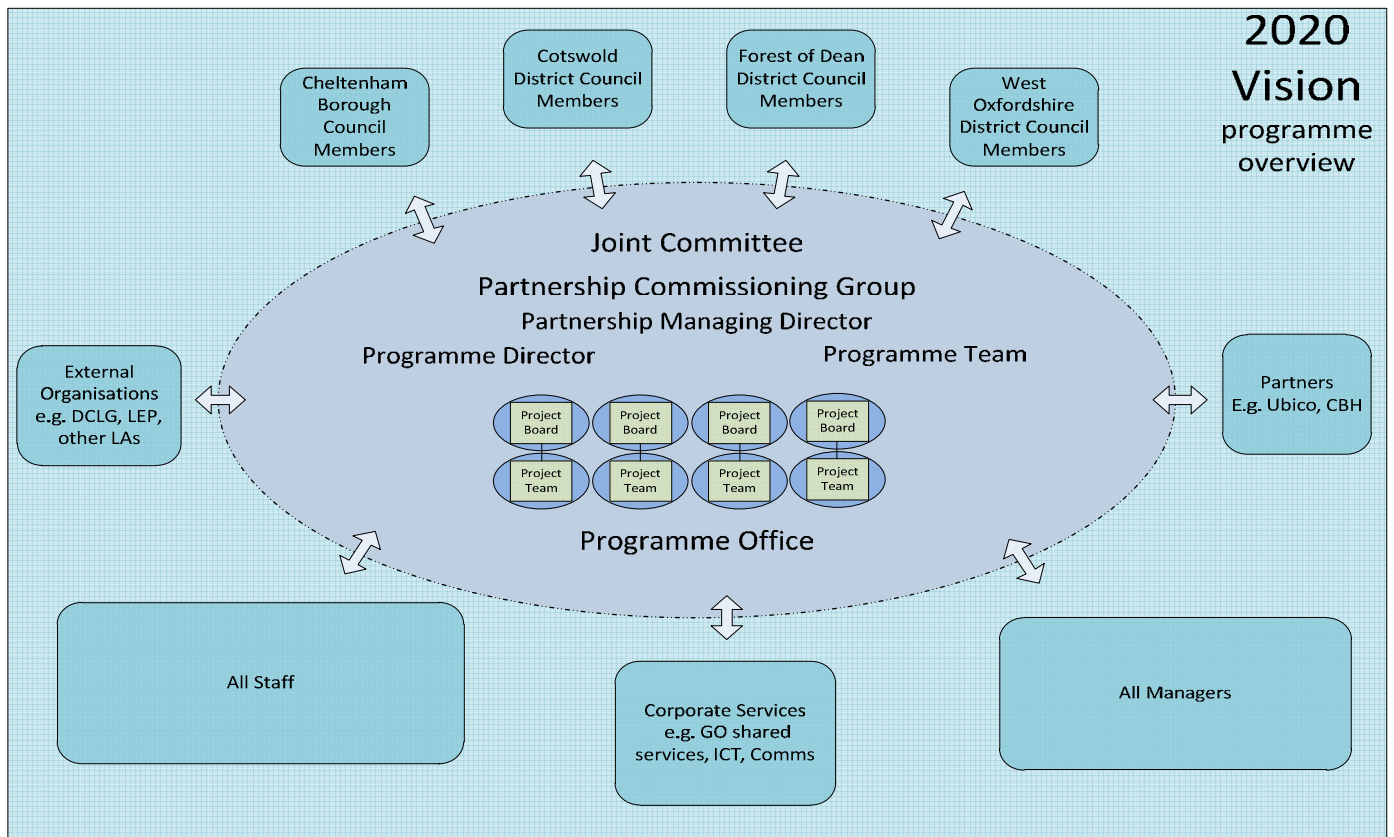 2020
Vision
programme
overview
Cheltenham
Borough
Council
Members
Cotswold
District Council
Members
Forest of Dean
District Council
Members
West
Oxfordshire
District Council
Members
Joint Committee
Partnership Commissioning Group
Partnership Managing Director
Programme Director
Programme Team
External
Organisations
e.g. DCLG, LEP,
other LAs
Partners
E.g. Ubico, CBH
Project
Board
Project
Board
Project
Board
Project
Board
Project
Team
Project
Team
Project
Team
Project
Team
Programme Office
All Staff
Corporate Services
e.g. GO shared
services, ICT, Comms
All Managers